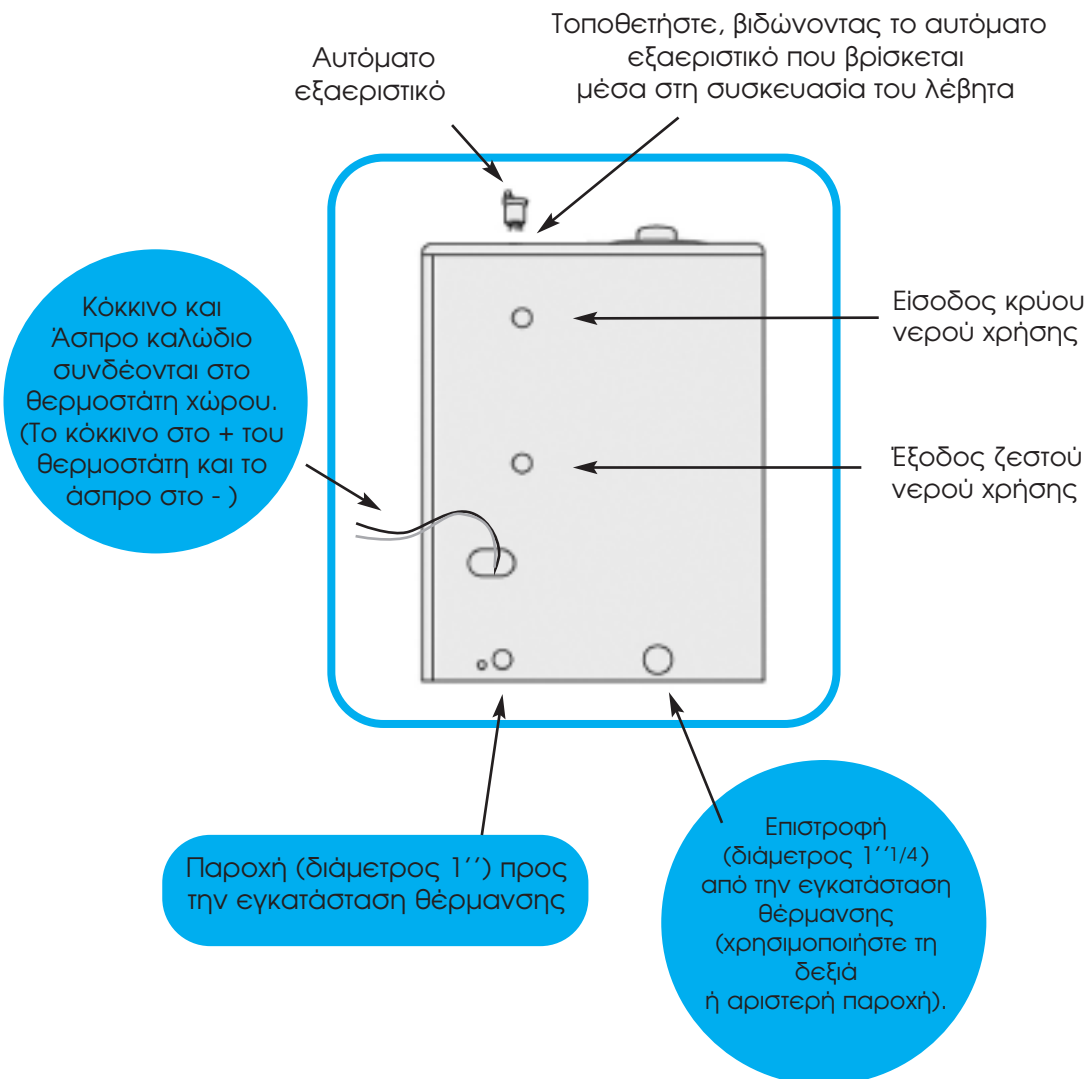 Αυτόματο
εξαεριστικό
Τοποθετήστε, βιδώνοντας το αυτόματο
εξαεριστικό που βρίσκεται
μέσα στη συσκευασία του λέβητα
Κόκκινο και
Άσπρο καλώδιο
συνδέονται στο
θερμοστάτη χώρου.
(Το κόκκινο στο + του
θερμοστάτη και το
άσπρο στο - )
Είσοδος κρύου
νερού χρήσης
Έξοδος ζεστού
νερού χρήσης
Παροχή (διάμετρος 1΄΄) προς
την εγκατάσταση θέρμανσης
Επιστροφή
(διάμετρος 1΄΄1/4)
από την εγκατάσταση
θέρμανσης
(χρησιμοποιήστε τη
δεξιά
ή αριστερή παροχή).